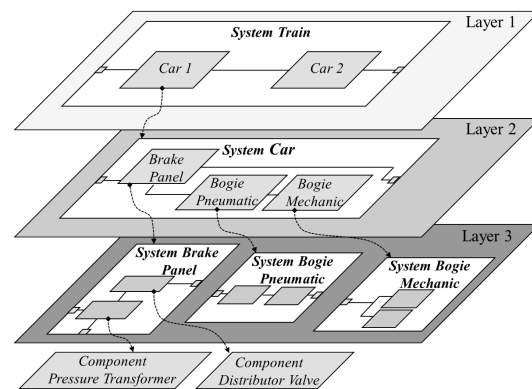 Layer 1
System Train
Car 1
Car 2
Layer 2
System Car
Brake
Panel
Bogie
Pneumatic
Bogie
Mechanic
Layer 3
System Brake
Panel
System Bogie
Pneumatic
System Bogie
Mechanic
Component
Pressure Transformer
Component
Distributor Valve